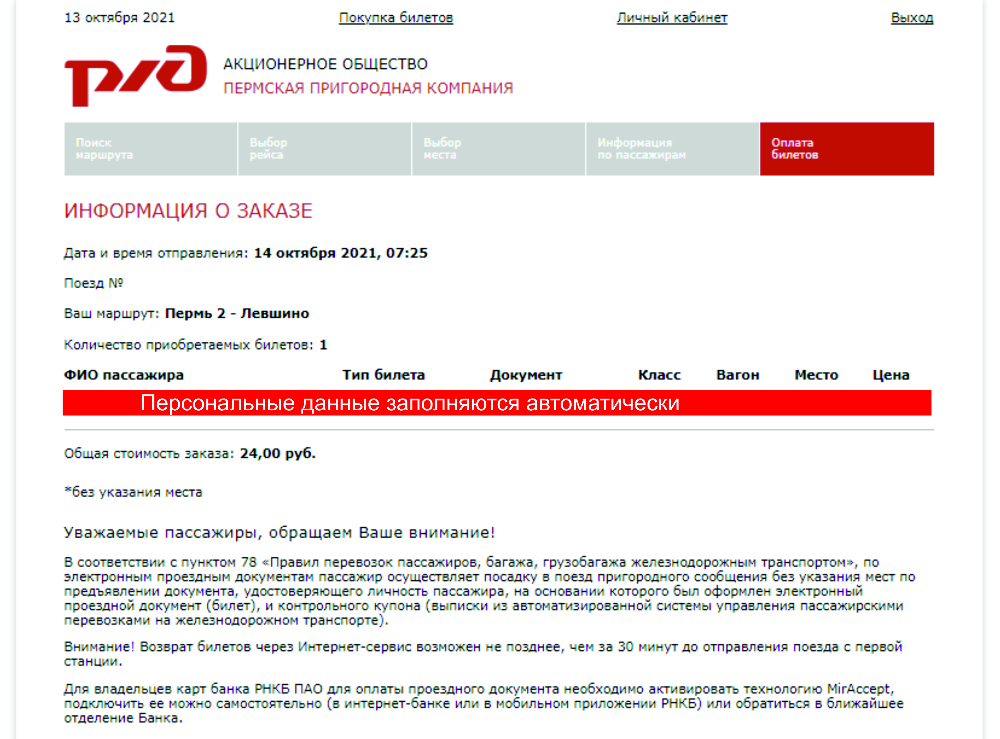 13 октября 2021 Покупка билетов Личный кабинет Выход
ржд АКЦИОНЕРНОЕ ОБЩЕСТВО
ПЕРМСКАЯ ПРИГОРОДНАЯ КОМПАНИЯ
Поиск маршрута Выбор рейса Выбор места Информация по пассажирам Оплата билетов
ИНФОРМАЦИЯ О ЗАКАЗЕ
Дата и время отправления: 14 октября 2021, 07:25
Поезд №
Ваш маршрут: Пермь 2 - Левшино
Количество приобретаемых билетов: 1
ФИО пассажира Тип билета Документ Класс Вагон Место Цена
Персональные данные заполняются автоматически
Общая стоимость заказа: 24,00 руб.
*без указания места
Уважаемые пассажиры, обращаем Ваше внимание!
В соответствии с пунктом 78 «Правил перевозок пассажиров, багажа, грузобагажа железнодорожным транспортом», по
электронным проездным документам пассажир осуществляет посадку в поезд пригородного сообщения без указания мест по
предъявлении документа, удостоверяющего личность пассажира, на основании которого был оформлен электронный
проездной документ (билет), и контрольного купона (выписки из автоматизированной системы управления пассажирскими
перевозками на железнодорожном транспорте).
Внимание! Возврат билетов через Интернет-сервис возможен не позднее, чем за 30 минут до отправления поезда с первой
станции.
Для владельцев карт банка РНКБ ПАО для оплаты проездного документа необходимо активировать технологию MirAccept,
подключить ее можно самостоятельно (в интернет-банке или в мобильном приложении РНКБ) или обратиться в ближайшее
отделение Банка.